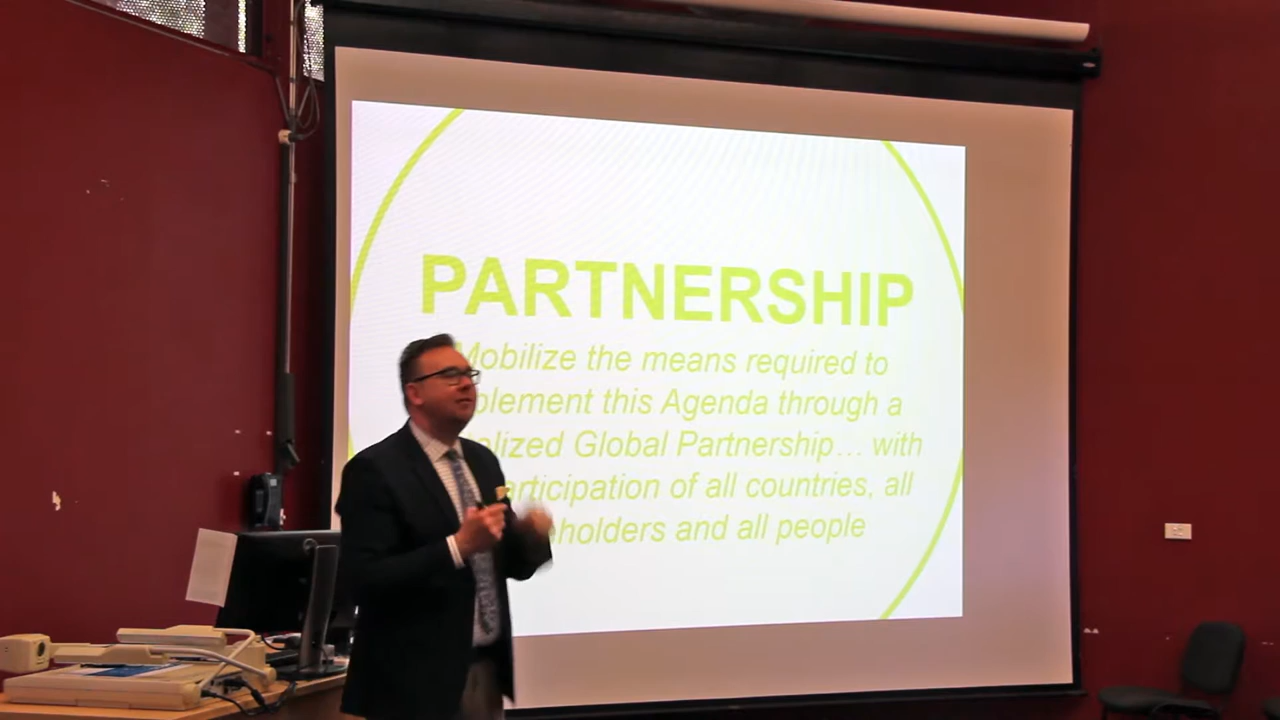 PARTNERSHIP
Mobilize the means required to
plement this Agenda through a
alized Global Partnership... with
articipation of all countries, all
holders and all people